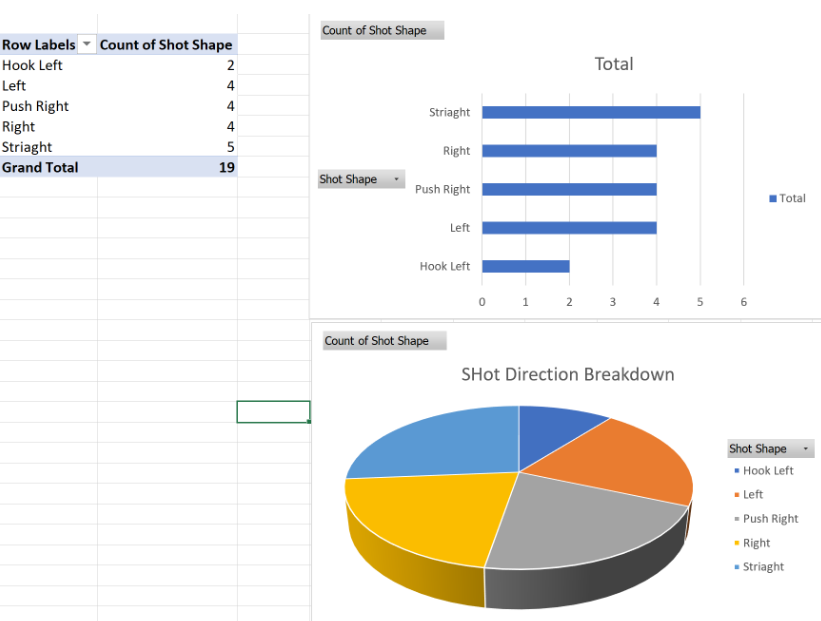 Row Labels Count of Shot Shape
Hook Left 2
Left 4
Push Right 4
Right 4
Striaght 5
Grand Total 19
Count of Shot Shape
Total
Striaght
Right
Shot Shape
Push Right
Total
Left
Hook Left
0 1 2 3 4 5 6
Count of Shot Shape
SHot Direction Breakdown
Shot Shape
Hook Left
Left
Push Right
Right
Striaght